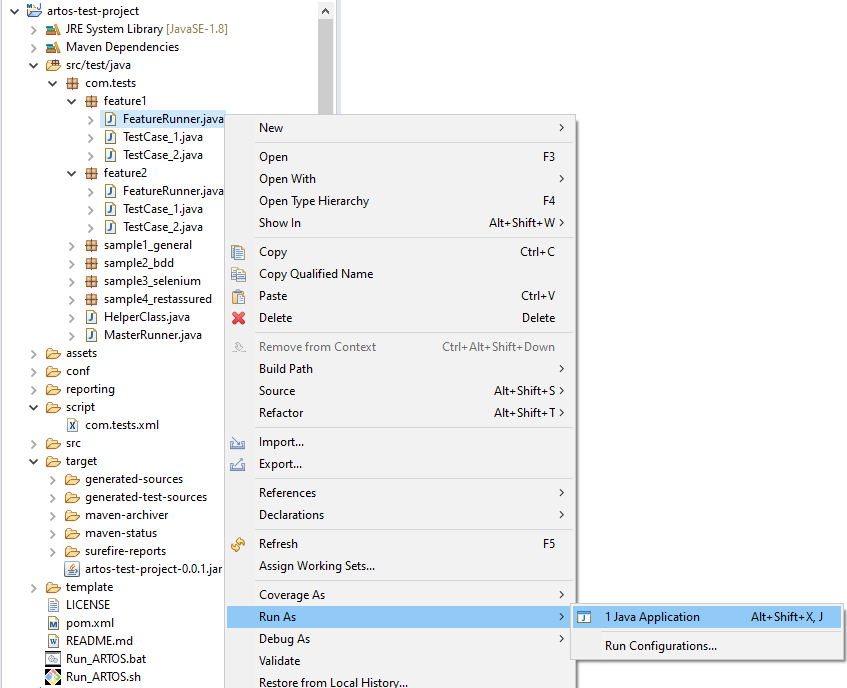 artos-test-project
JRE System Library [JavaSE-1.8]
Maven Dependencies
src/test/java
com.tests
feature1
FeatureRunner.java
TestCase_1.java
TestCase_2.java
feature2
FeatureRunner.java
TestCase_1.java
TestCase_2.java
sample1_general
sample2_bdd
sample3_selenium
sample4_restassured
HelperClass.java
MasterRunner.java
assets
conf
reporting
script
com.tests.xml
src
target
generated-sources
generated-test-sources
maven-archiver
maven-status
surefire-reports
artos-test-project-0.0.1.jar
template
LICENSE
pom.xml
README.md
Run_ARTOS.bat
Run_ARTOS.sh
New
Open F3
Open With
Open Type Hierarchy F4
Show In Alt+Shift+W
Copy Ctrl+C
Copy Qualified Name
Paste Ctrl+V
Delete Delete
Remove from Context Ctrl+Alt+Shift+Down
Build Path
Source Alt+Shift+S
Refactor Alt+Shift+T
Import...
Export...
References
Declarations
Refresh F5
Assign Working Sets...
Coverage As
Run As
Debug As
Validate
Restore from Local History...
1 Java Application Alt+Shift+X, J
Run Configurations...